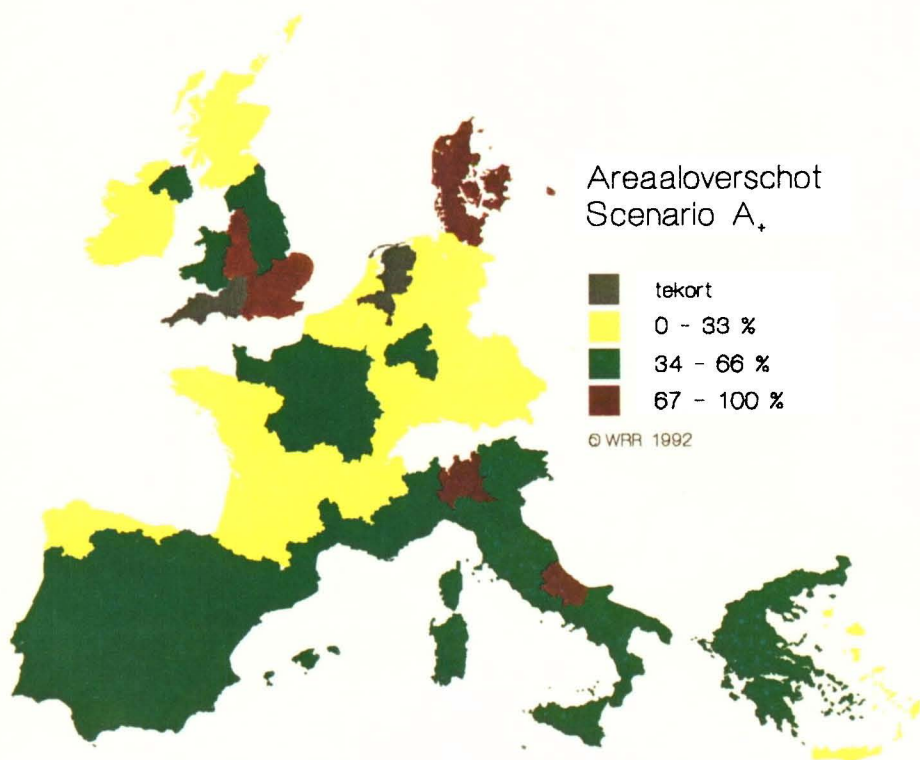 Areaaloverschot
Scenario A+
tekort
0 - 33 %
34 - 66 %
67 - 100 %
© WRR 1992